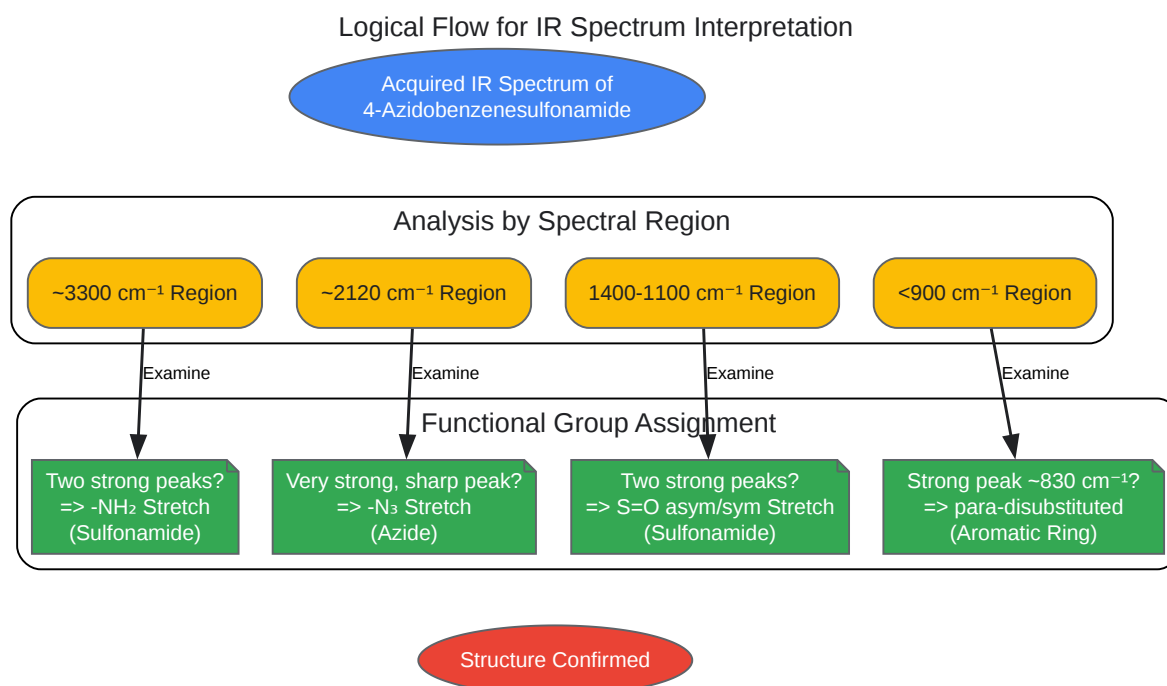 Logical Flow for IR Spectrum Interpretation
Acquired IR Spectrum of
4-Azidobenzenesulfonamide
Analysis by Spectral Region
~3300 cm⁻¹ Region
~2120 cm⁻¹ Region
1400-1100 cm⁻¹ Region
<900 cm⁻¹ Region
Examine
Examine
Examine
Examine
Functional Group Assignment
Two strong peaks?
=> -NH₂ Stretch
(Sulfonamide)
Very strong, sharp peak?
=> -N₃ Stretch
(Azide)
Two strong peaks?
=> S=O asym/sym Stretch
(Sulfonamide)
Strong peak ~830 cm⁻¹?
=> para-disubstituted
(Aromatic Ring)
Structure Confirmed